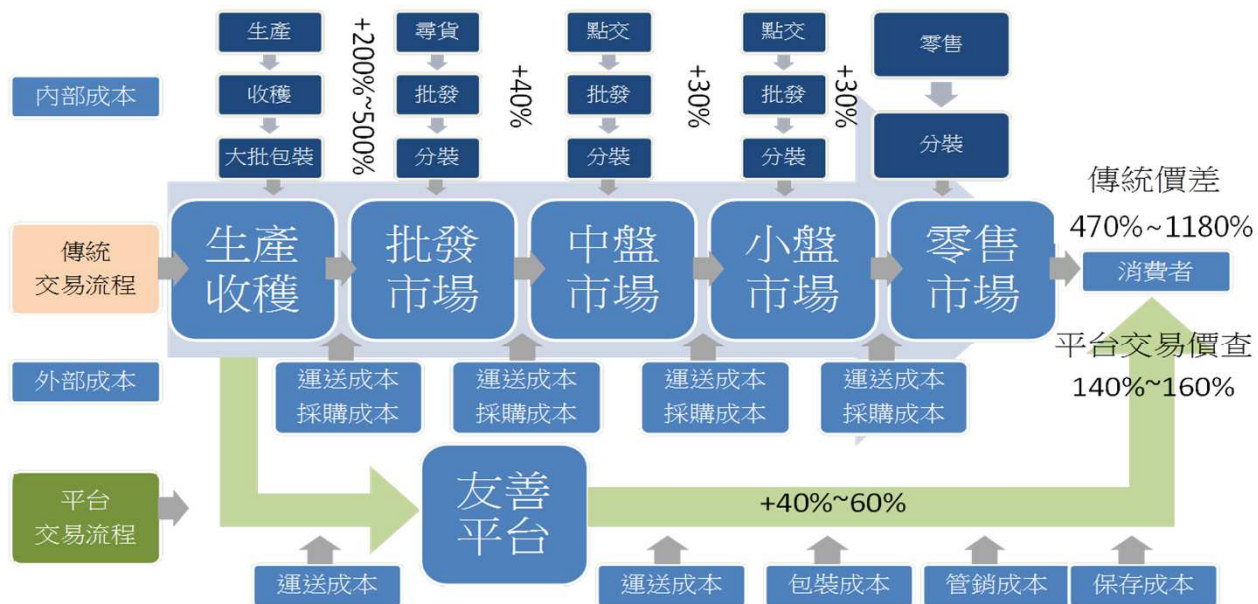 生產
收穫
大批包裝
+200%~500%
尋貨
批發
分裝
+40%
點交
批發
分裝
+30%
點交
批發
分裝
+30%
零售
分裝
內部成本
傳統
交易流程
生產
收穫
批發
市場
中盤
市場
小盤
市場
零售
市場
傳統價差
470%~1180%
消費者
外部成本
運送成本
採購成本
運送成本
採購成本
運送成本
採購成本
運送成本
採購成本
平台交易價查
140%~160%
平台
交易流程
友善
平台
+40%~60%
運送成本
運送成本
包裝成本
管銷成本
保存成本